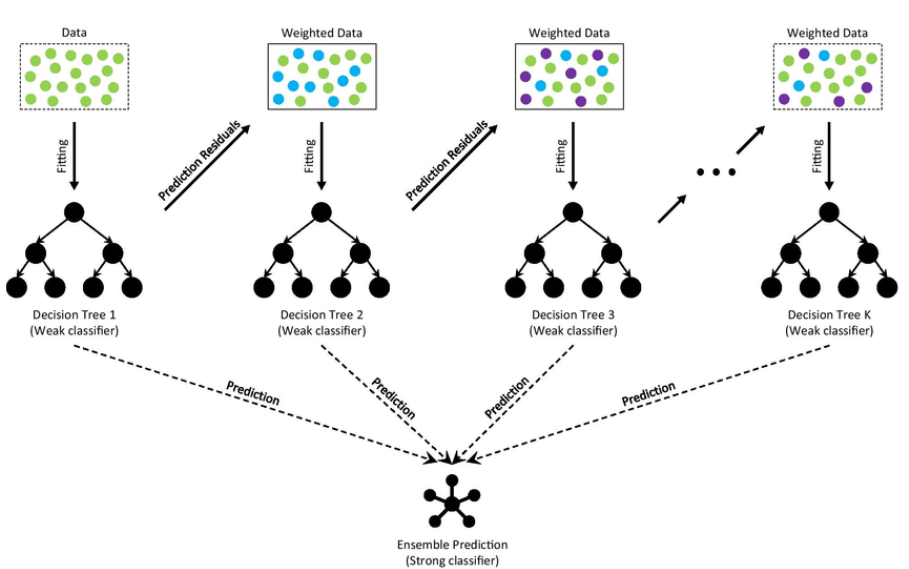 Data
Weighted Data
Weighted Data
Weighted Data
Fitting
Prediction Residuals
Fitting
Prediction Residuals
Fitting
Fitting
Decision Tree 1
(Weak classifier)
Decision Tree 2
(Weak classifier)
Decision Tree 3
(Weak classifier)
Decision Tree K
(Weak classifier)
Prediction
Prediction
Prediction
Prediction
Ensemble Prediction
(Strong classifier)